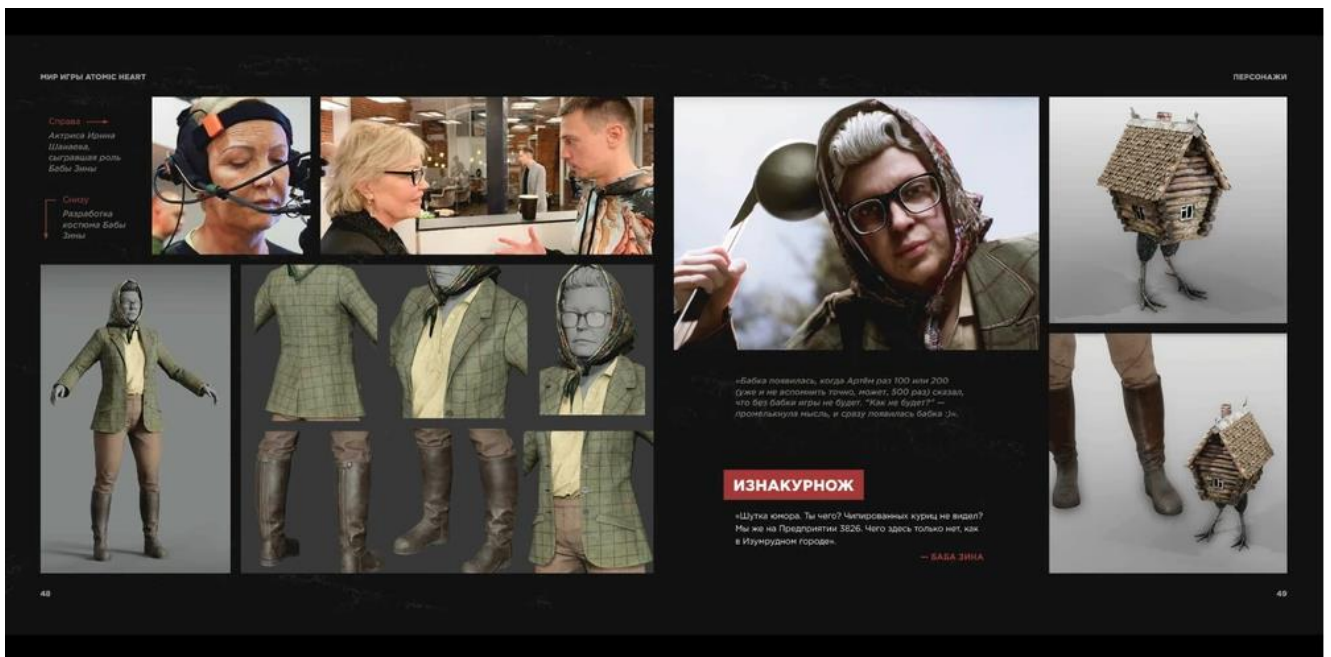 МИР ИГРЫ ATOMIC HEART
ПЕРСОНАЖИ
Справа
Актриса Ирина
Шанаева,
сыгравшая роль
Бабы Зины
Снизу
Разработка
костюма Бабы
Зины
«Бабка появилась, когда Артём раз 100 или 200
(уже и не вспомнить точно, может, 500 раз) сказал,
что без бабки игры не будет. "Как не будет?" —
промелькнула мысль, и сразу появилась бабка :)».
ИЗНАКУРНОЖ
«Шутка юмора. Ты чего? Чипированных куриц не видел?
Мы же на Предприятии 3826. Чего здесь только нет, как
в Изумрудном городе».
— БАБА ЗИНА
48
49